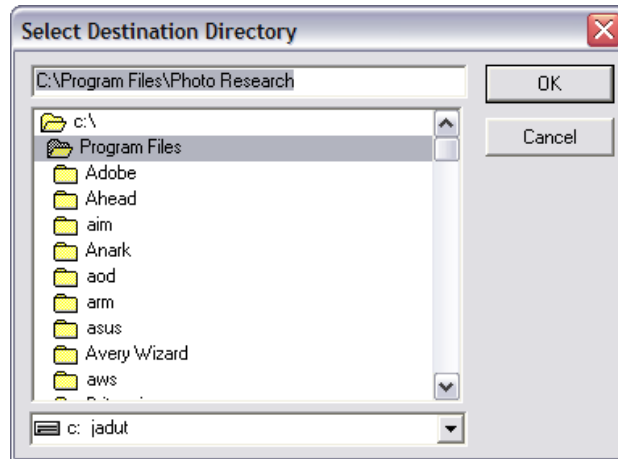 Select Destination Directory
C:\Program Files\Photo Research
OK
Cancel
c:\
Program Files
Adobe
Ahead
aim
Anark
aod
arm
asus
Avery Wizard
aws
c: jadut